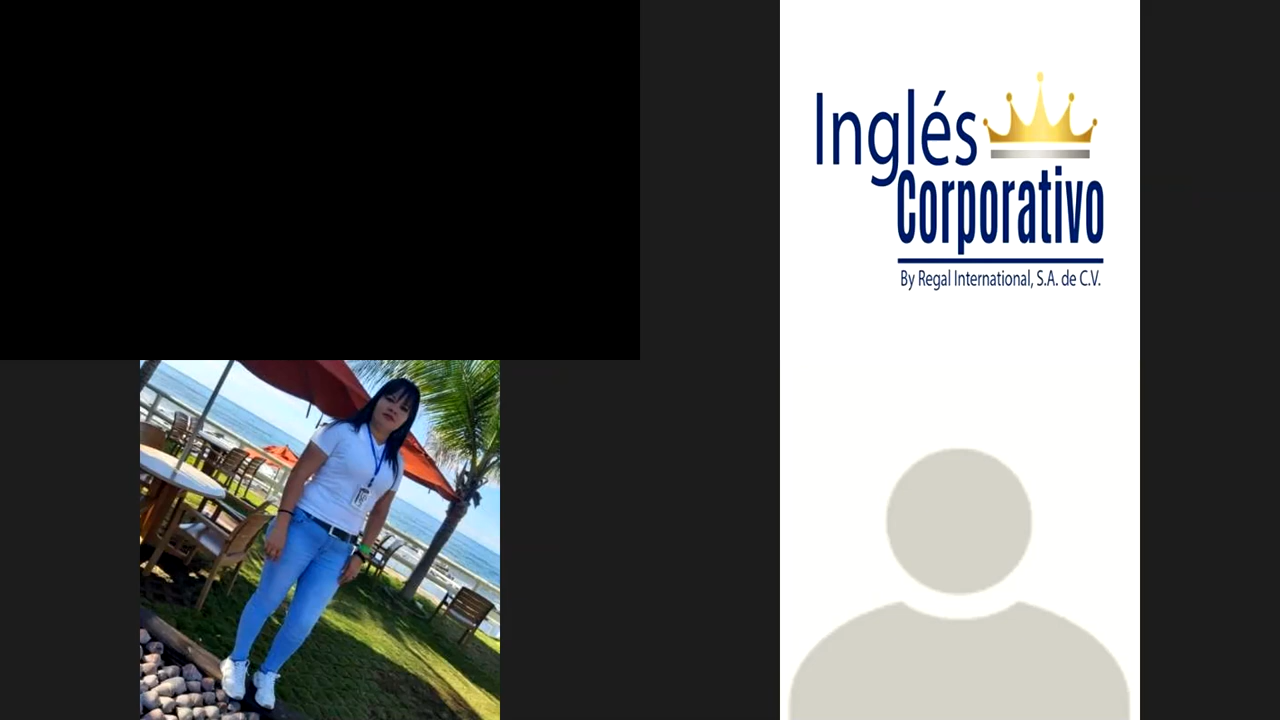 Inglés
Corporativo
By Regal International, S.A. de C.V.